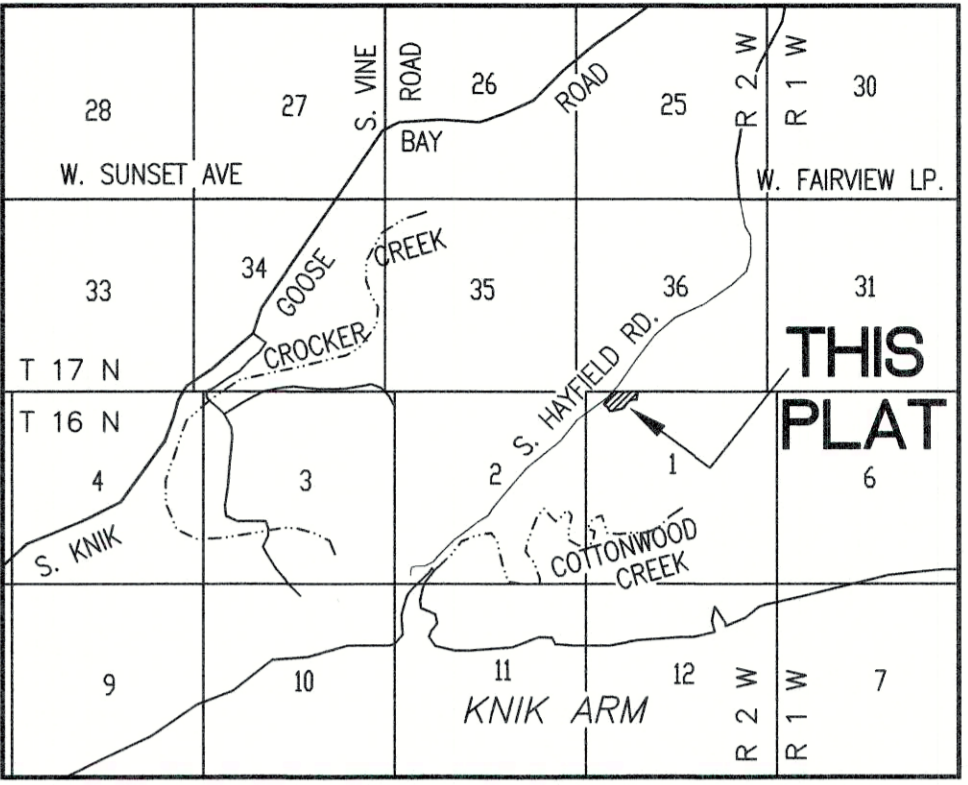 28
27
S. VINE
ROAD
26
ROAD
25
R 2 W
R 1 W
30
BAY
W. SUNSET AVE
W. FAIRVIEW LP.
33
34
GOOSE
CREEK
35
36
31
CROCKER
S. HAYFIELD RD.
THIS
PLAT
T 17 N
T 16 N
4
3
2
1
6
S. KNIK
COTTONWOOD
CREEK
9
10
11
12
7
KNIK ARM
R 2 W
R 1 W